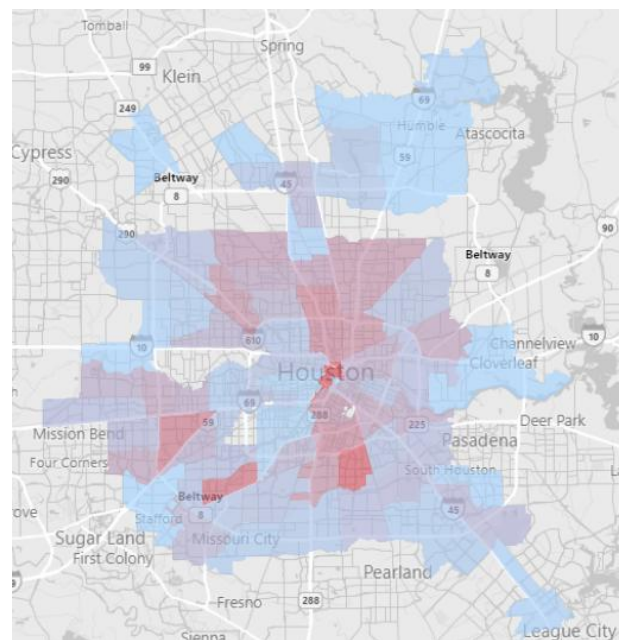 Tomball
Spring
99
Klein
249
69
Humble
Atascocita
Cypress
59
290
Beltway
8
45
290
90
Beltway
8
10
610
10
Channelview
Cloverleaf
Houston
69
288
59
225
Deer Park
Mission Bend
Pasadena
Four Corners
South Houston
Beltway
8
Stafford
45
Sugar Land
Missouri City
First Colony
Pearland
Fresno
288
Sienna
League City